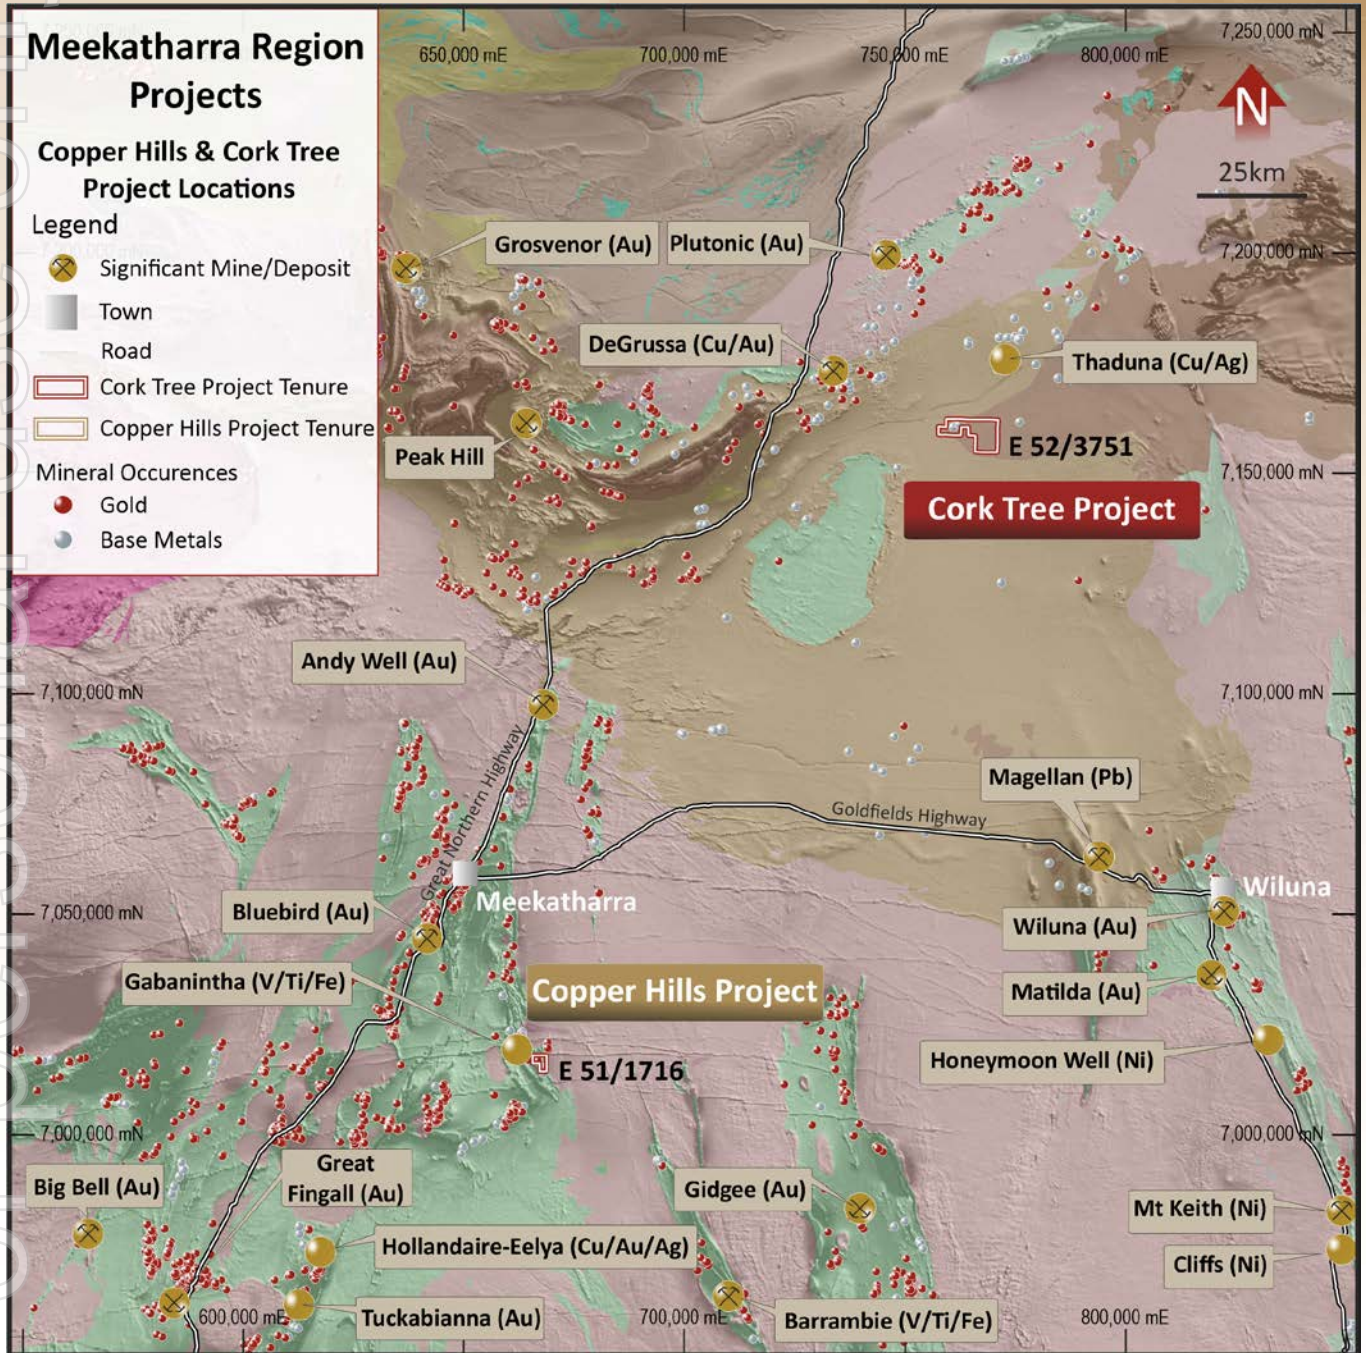 Meekatharra Region
Projects
Copper Hills & Cork Tree
Project Locations
Legend
Significant Mine/Deposit
Town
Road
Cork Tree Project Tenure
Copper Hills Project Tenure
Mineral Occurences
Gold
Base Metals
650,000 mE
700,000 mE
750,000 mE
800,000 mE
7,250,000 mN
N
25km
Grosvenor (Au)
Plutonic (Au)
7,200,000 mN
DeGrussa (Cu/Au)
Thaduna (Cu/Ag)
Peak Hill
E 52/3751
7,150,000 mN
Cork Tree Project
Andy Well (Au)
7,100,000 mN
7,100,000 mN
Great Northern Highway
Magellan (Pb)
Goldfields Highway
Meekatharra
Wiluna
Bluebird (Au)
7,050,000 mN
Wiluna (Au)
Gabanintha (V/Ti/Fe)
Copper Hills Project
Matilda (Au)
Honeymoon Well (Ni)
E 51/1716
7,000,000 mN
7,000,000 mN
Big Bell (Au)
Great
Fingall (Au)
Gidgee (Au)
Mt Keith (Ni)
Hollandaire-Eelya (Cu/Au/Ag)
Cliffs (Ni)
600,000 mE
Tuckabianna (Au)
700,000 mE
Barrambie (V/Ti/Fe)
800,000 mE